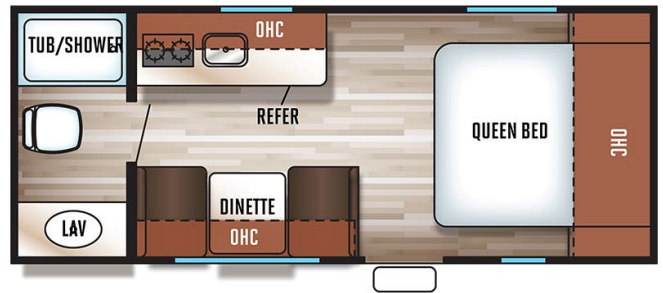 OHC
TUB/SHOWER
REFER
QUEEN BED
OHC
DINETTE
LAV
OHC